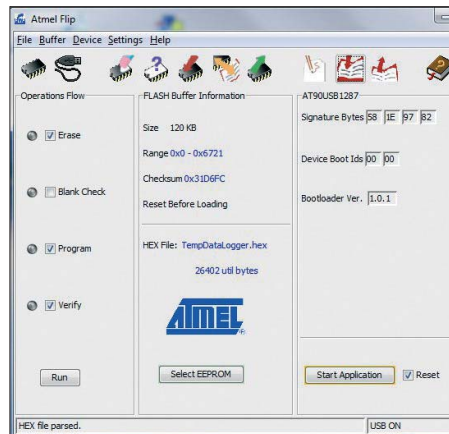 Atmel Flip
File Buffer Device Settings Help
Operations Flow
Erase
Blank Check
Program
Verify
Run
FLASH Buffer Information
Size 120 KB
Range 0x0 - 0x6721
Checksum 0x31D6FC
Reset Before Loading
HEX File: TempDataLogger.hex
26402 util bytes
ATMEL
Select EEPROM
AT90USB1287
Signature Bytes 58 1E 97 82
Device Boot Ids 00 00
Bootloader Ver. 1.0.1
Start Application Reset
HEX file parsed. USB ON